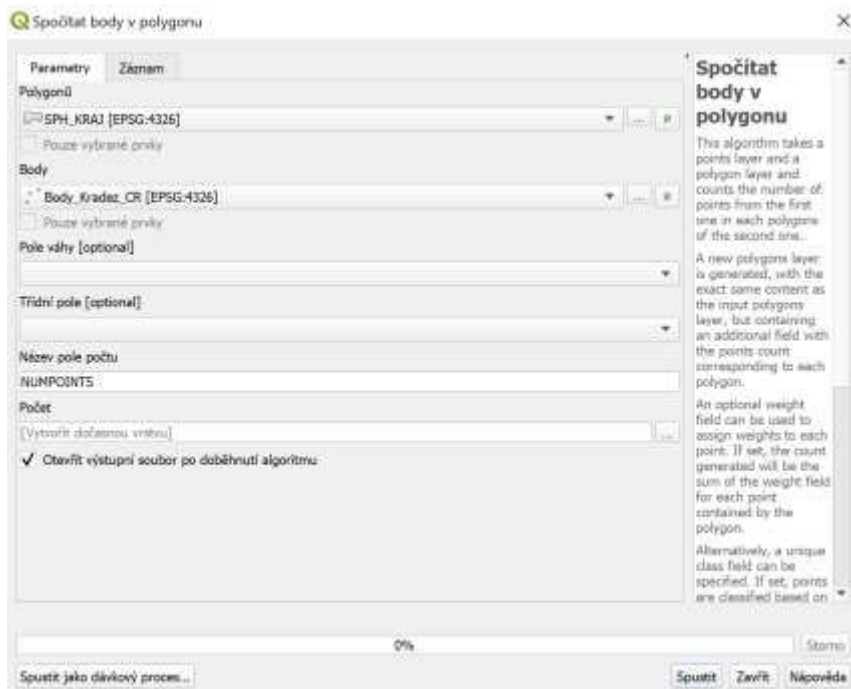 Spočítat body v polygonu
Parametry
Záznam
Polygonů
SPH_KRAJ [EPSG:4326]
...
Pouze vybrané prvky
Body
Body_Kradez_CR [EPSG:4326]
...
Pouze vybrané prvky
Pole váhy [optional]
Třídní pole [optional]
Název pole počtu
NUMPOINTS
Počet
[Vytvořit dočasnou vrstvu]
...
Otevřít výstupní soubor po doběhnutí algoritmu
Spočítat
body v
polygonu
This algorithm takes a
points layer and a
polygon layer and
counts the number of
points from the first
one in each polygons
of the second one.
A new polygons layer
is generated, with the
exact same content as
the input polygons
layer, but containing
an additional field with
the points count
corresponding to each
polygon.
An optional weight
field can be used to
assign weights to each
point. If set, the count
generated will be the
sum of the weight field
for each point
contained by the
polygon.
Alternatively, a unique
class field can be
specified. If set, points
are classified based on
0%
Storno
Spustit jako dávkový proces...
Spustit
Zavřít
Nápověda